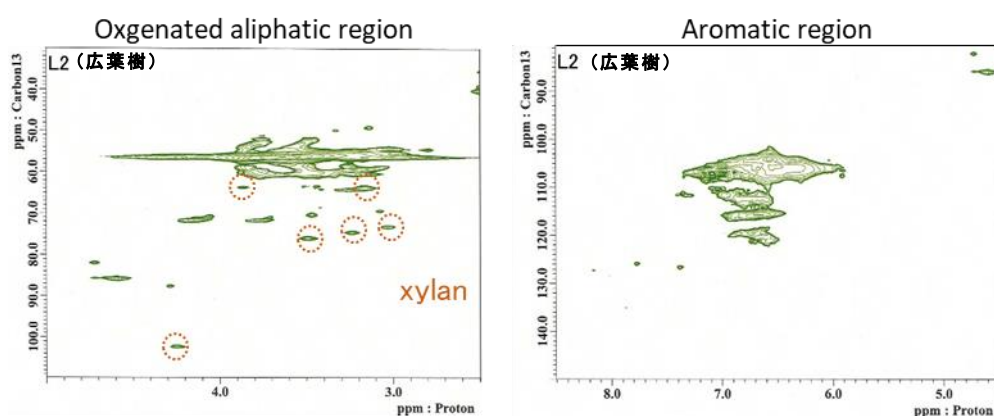 Oxgenated aliphatic region
Aromatic region
L2 (広葉樹)
40.0
50.0
60.0
70.0
80.0
90.0
100.0
ppm : Carbon13
4.0
3.0
ppm : Proton
xylan
L2 (広葉樹)
90.0
100.0
110.0
120.0
130.0
140.0
ppm : Carbon13
8.0
7.0
6.0
5.0
ppm : Proton